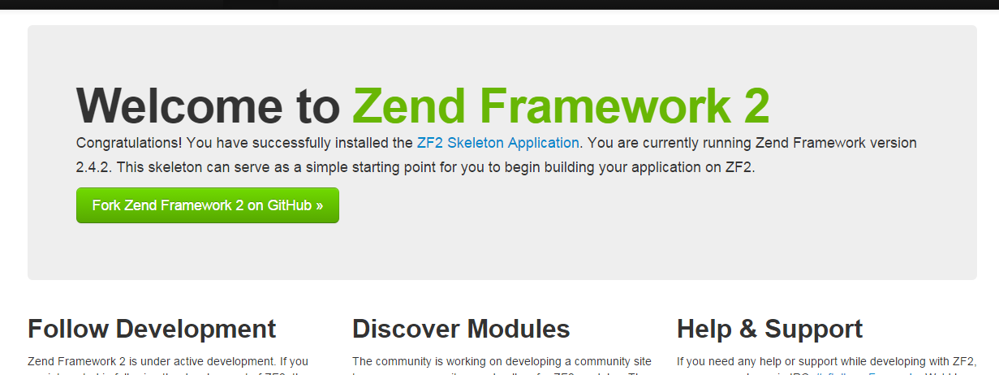 Welcome to Zend Framework 2
Congratulations! You have successfully installed the ZF2 Skeleton Application. You are currently running Zend Framework version
2.4.2. This skeleton can serve as a simple starting point for you to begin building your application on ZF2.
Fork Zend Framework 2 on GitHub »
Follow Development
Zend Framework 2 is under active development. If you
Discover Modules
The community is working on developing a community site
Help & Support
If you need any help or support while developing with ZF2,